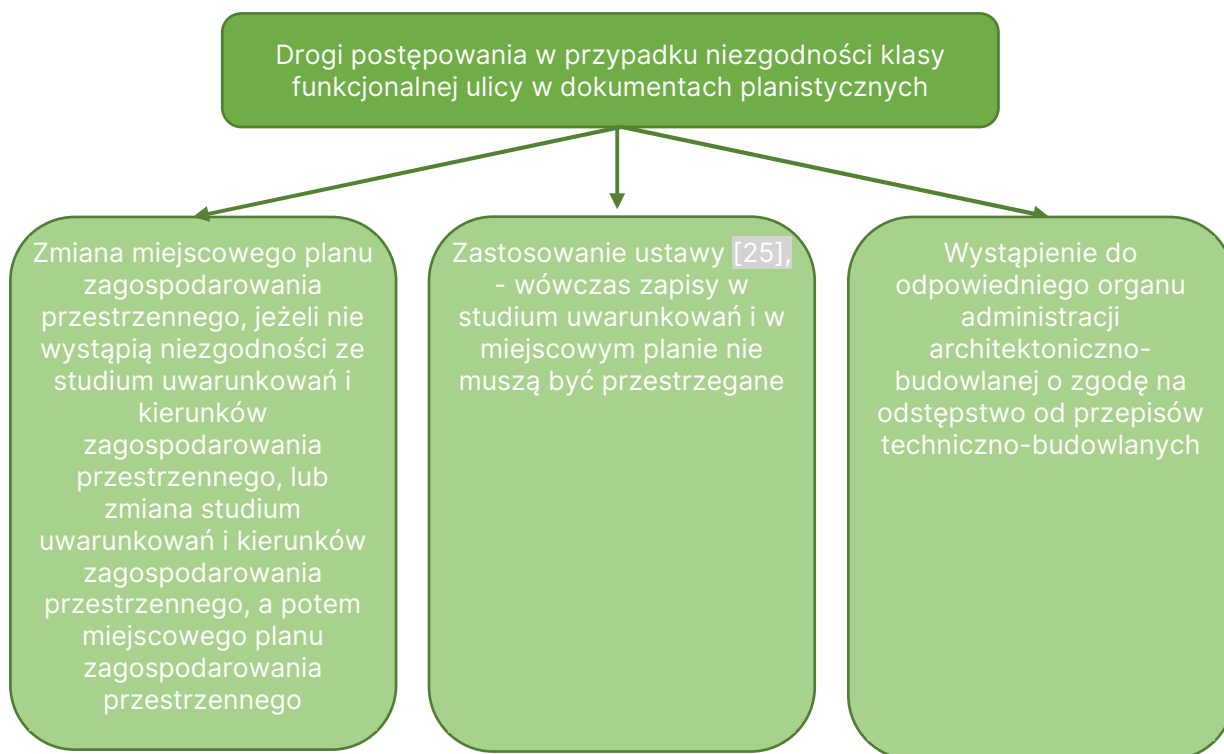 Drogi postępowania w przypadku niezgodności klasy
funkcjonalnej ulicy w dokumentach planistycznych
Zmiana miejscowego planu
zagospodarowania
przestrzennego, jeżeli nie
wystąpią niezgodności ze
studium uwarunkowań i
kierunków
zagospodarowania
przestrzennego, lub
zmiana studium
uwarunkowań i kierunków
zagospodarowania
przestrzennego, a potem
miejscowego planu
zagospodarowania
przestrzennego
Zastosowanie ustawy [25],
- wówczas zapisy w
studium uwarunkowań i w
miejscowym planie nie
muszą być przestrzegane
Wystąpienie do
odpowiedniego organu
administracji
architektoniczno-
budowlanej o zgodę na
odstępstwo od przepisów
techniczno-budowlanych